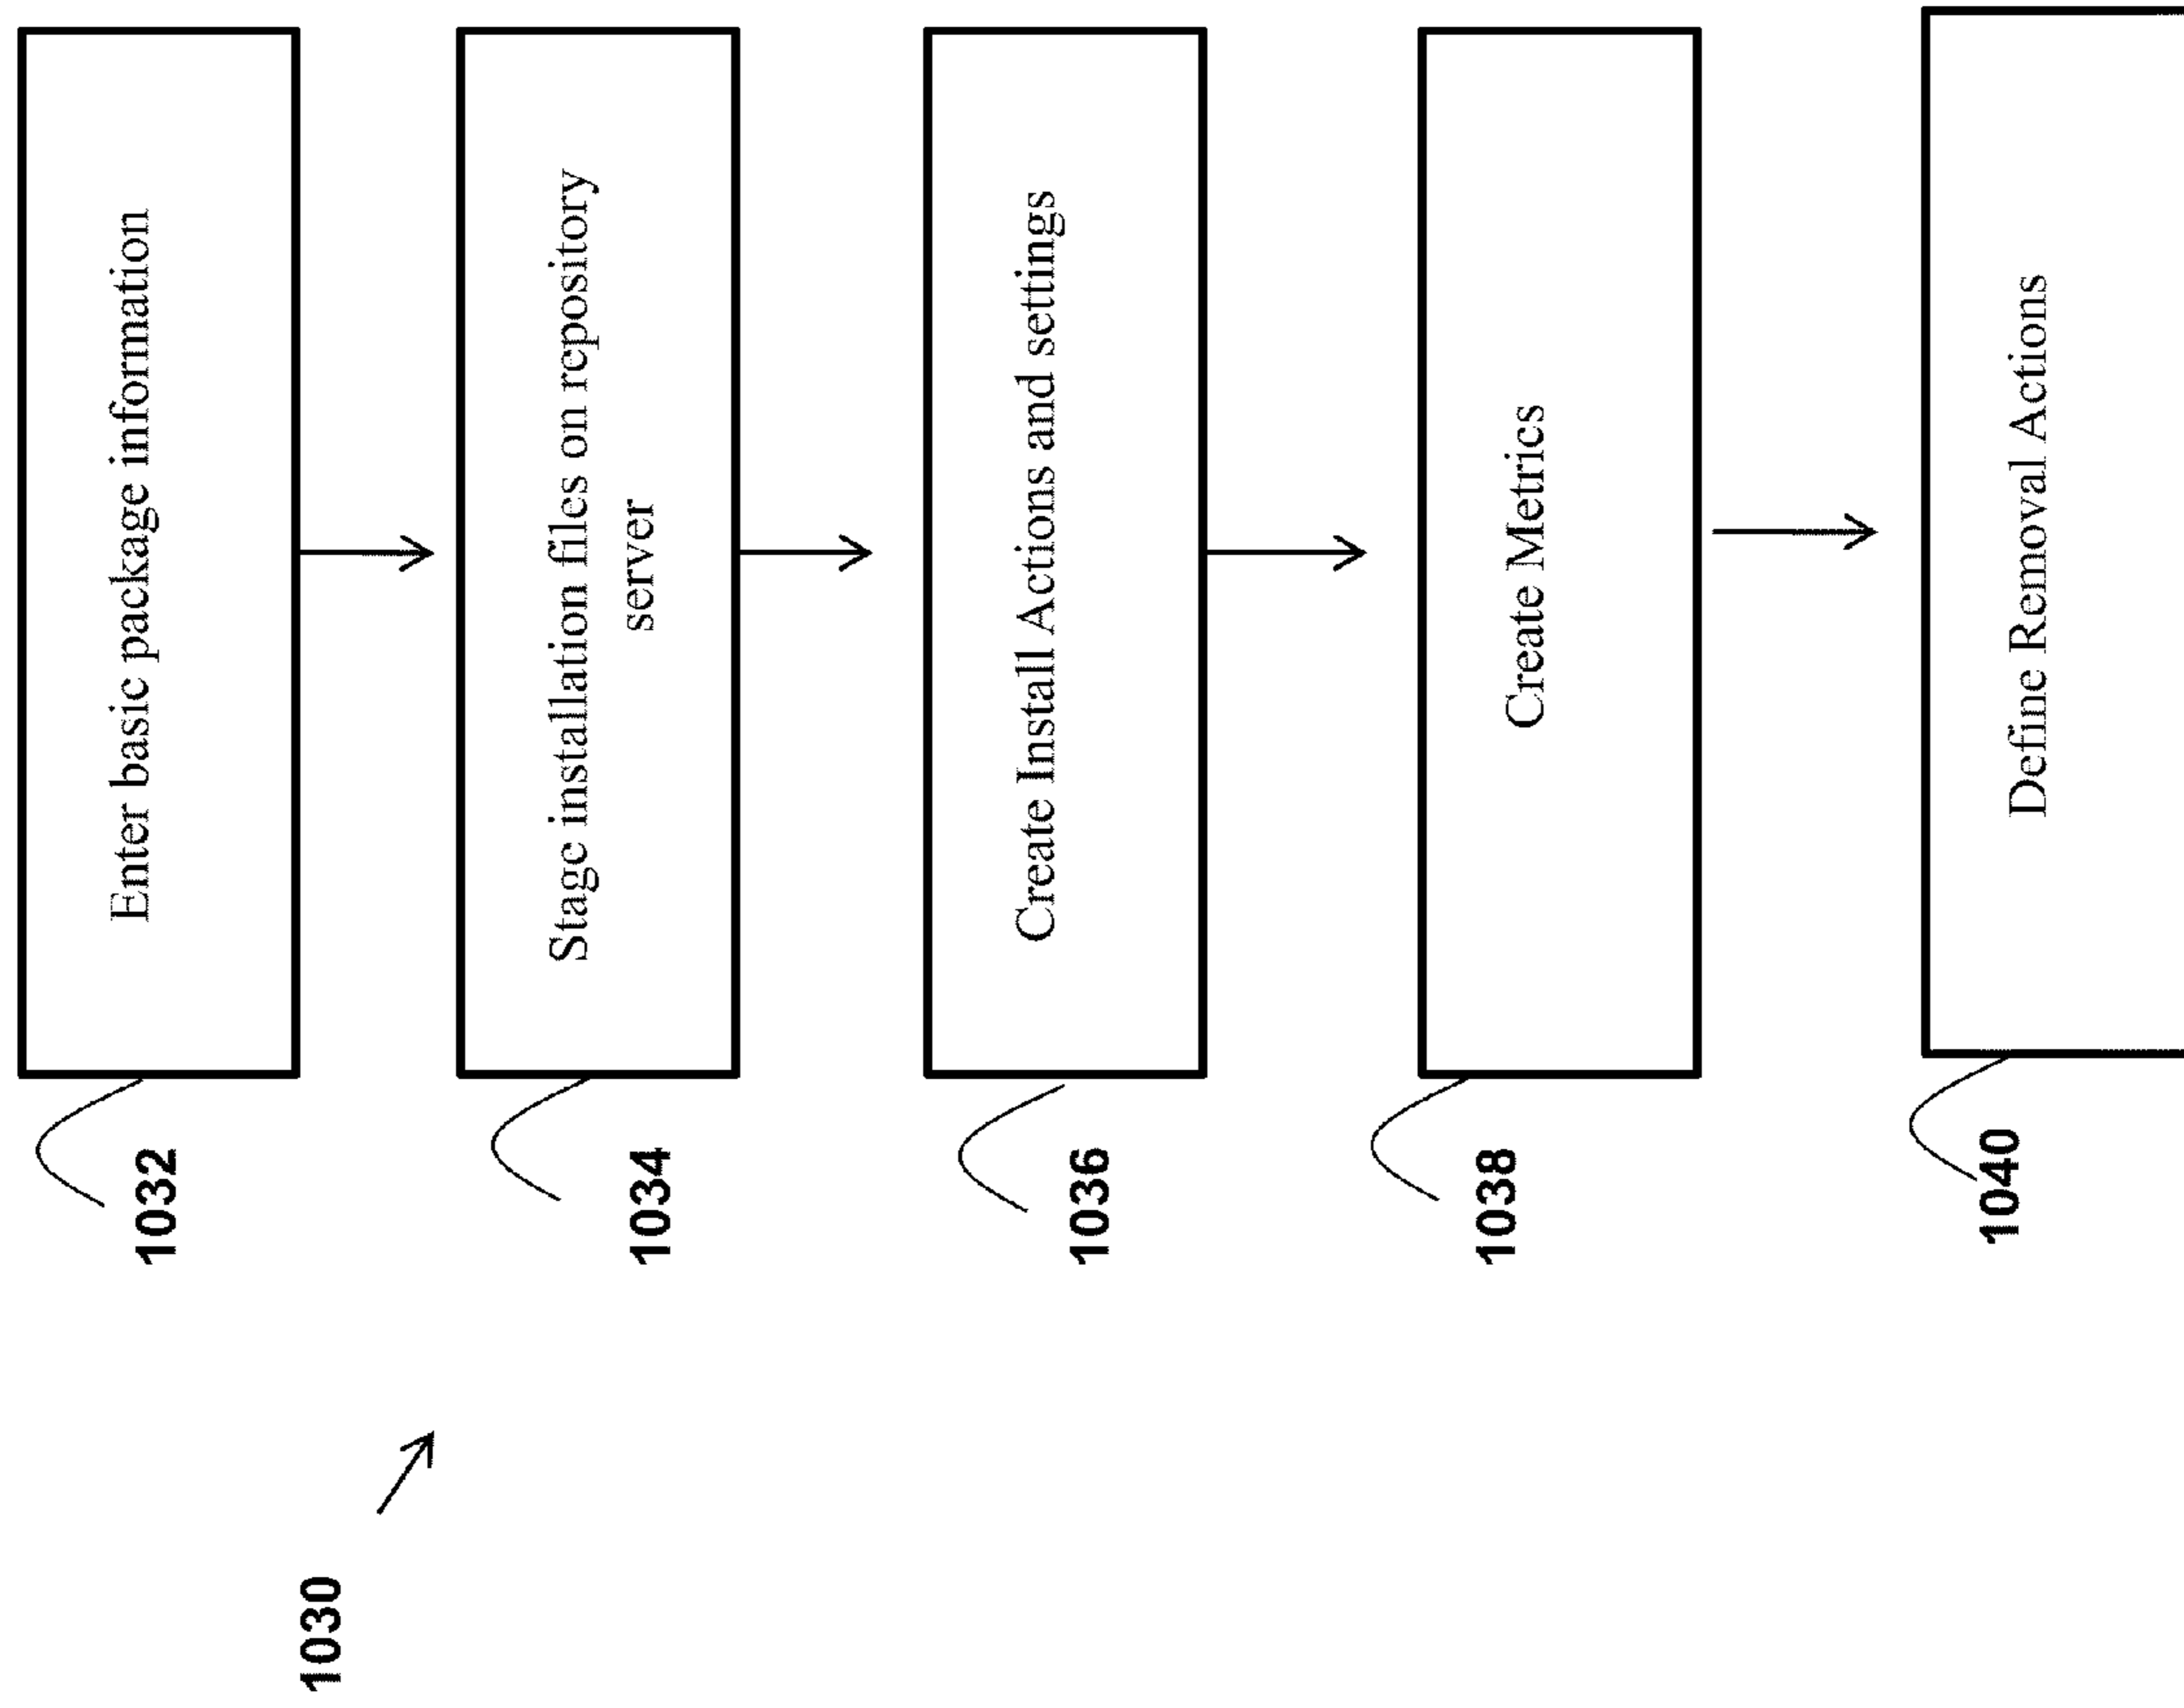 1030
1032
Enter basic package information
1034
Stage installation files on repository
server
1036
Create Install Actions and settings
1038
Create Metrics
1040
Define Removal Actions